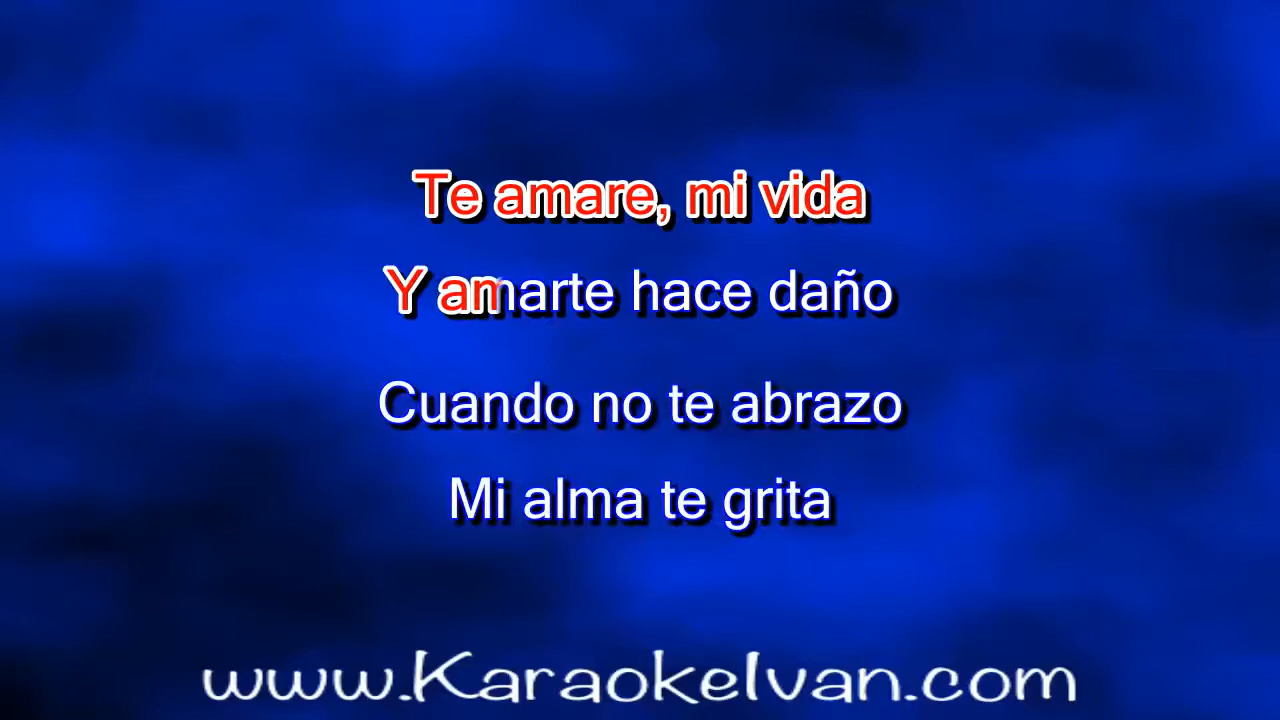 Te amare, mi vida
Y amarte hace daño
Cuando no te abrazo
Mi alma te grita
www.KaraokeIvan.com